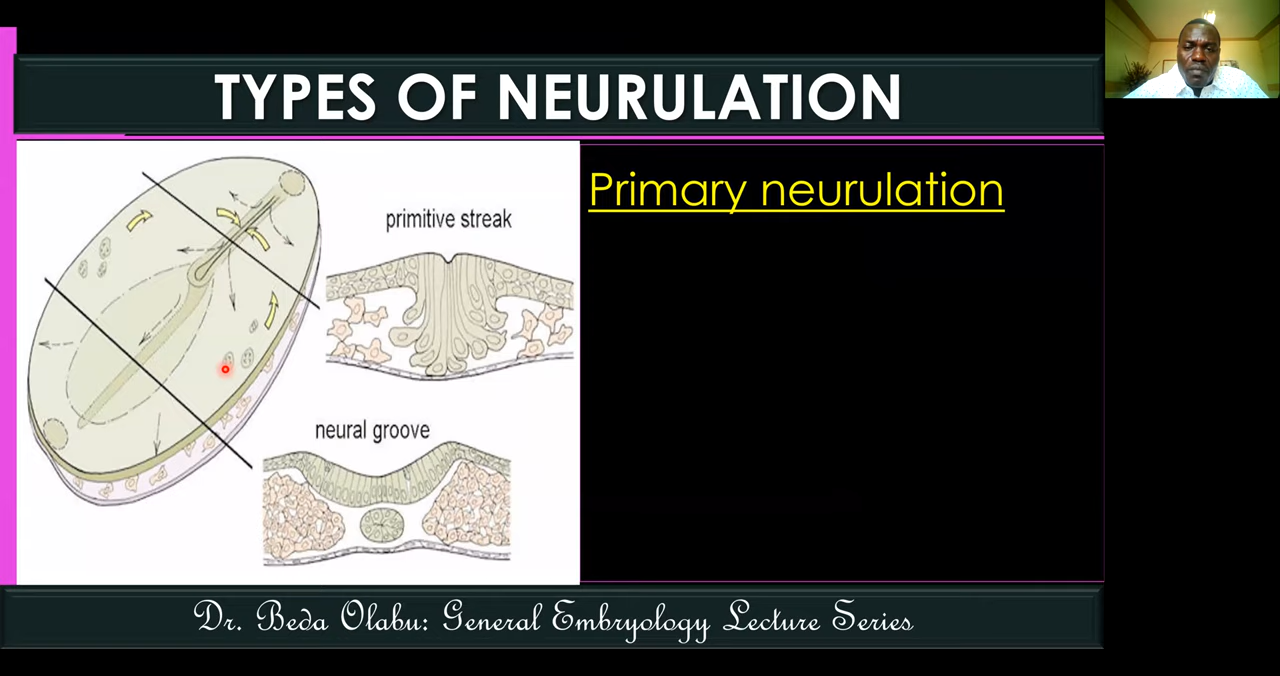 TYPES OF NEURULATION
Primary neurulation
primitive streak
neural groove
Dr. Beda Olabu: General Embryology Lecture Series